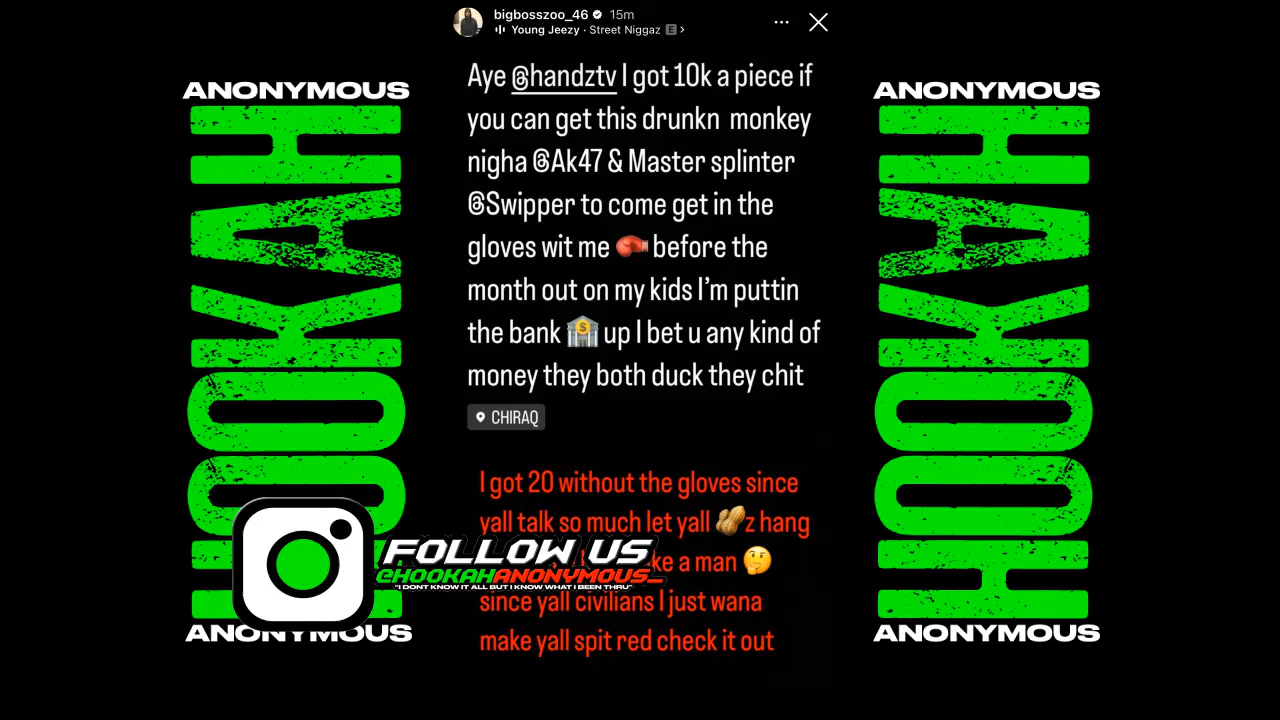 bigbosszoo_46 15m
Young Jeezy · Street Niggaz E >
ANONYMOUS
HOOKAH
ANONYMOUS
Aye @handztv I got 10k a piece if
you can get this drunkn monkey
nigha @Ak47 & Master splinter
@Swipper to come get in the
gloves wit me 🥊 before the
month out on my kids I'm puttin
the bank 🏦 up I bet u any kind of
money they both duck they chit
CHIRAQ
I got 20 without the gloves since
yall talk so much let yall 🥜z hang
a man 🤔
since yall civilians I just wana
make yall spit red check it out
FOLLOW US
@HOOKAHANONYMOUS_
"I DONT KNOW IT ALL BUT I KNOW WHAT I BEEN THRU"
ANONYMOUS
HOOKAH
ANONYMOUS